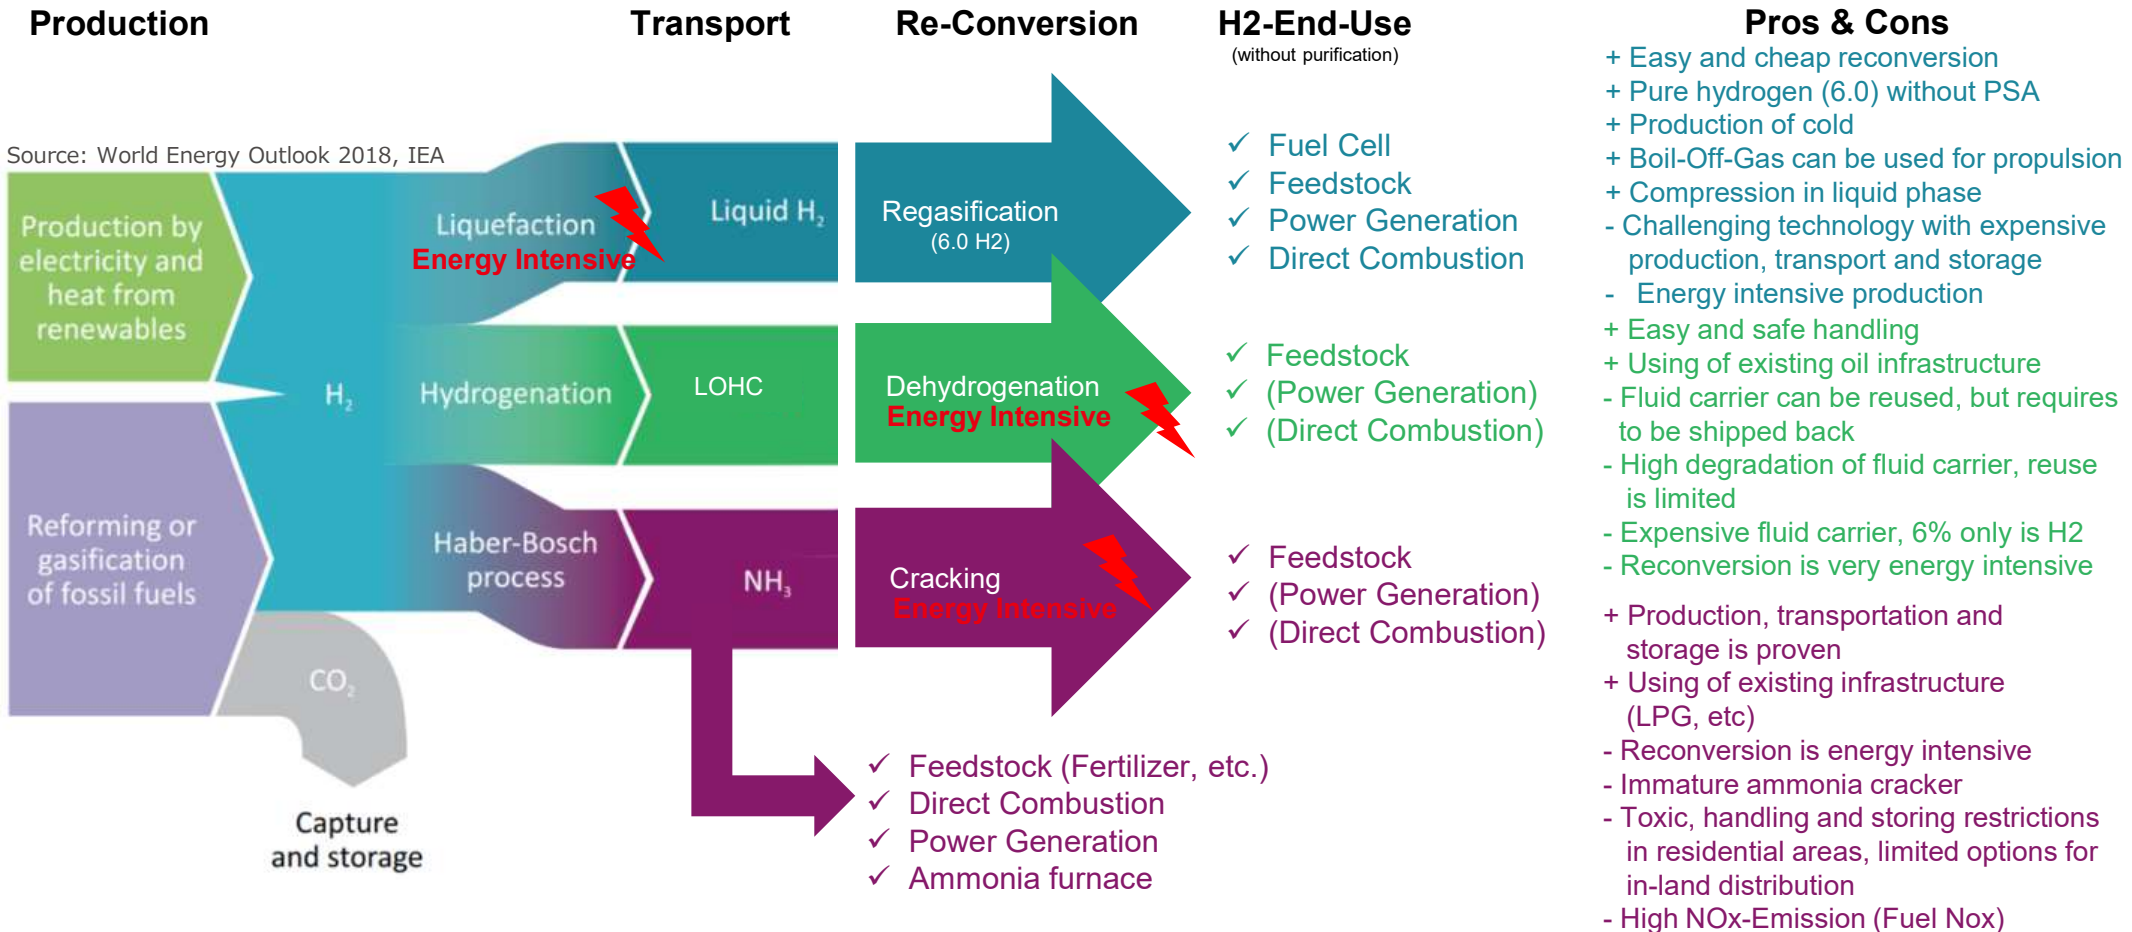 Production
Transport
Re-Conversion
H2-End-Use
(without purification)
Pros & Cons
Source: World Energy Outlook 2018, IEA
Production by
electricity and
heat from
renewables
Reforming or
gasification
of fossil fuels
H₂
CO₂
Capture
and storage
Liquefaction
Energy Intensive
Liquid H₂
Regasification
(6.0 H2)
✓ Fuel Cell
✓ Feedstock
✓ Power Generation
✓ Direct Combustion
Hydrogenation
LOHC
Dehydrogenation
Energy Intensive
✓ Feedstock
✓ (Power Generation)
✓ (Direct Combustion)
Haber-Bosch
process
NH₃
Cracking
Energy Intensive
✓ Feedstock
✓ (Power Generation)
✓ (Direct Combustion)
✓ Feedstock (Fertilizer, etc.)
✓ Direct Combustion
✓ Power Generation
✓ Ammonia furnace
+ Easy and cheap reconversion
+ Pure hydrogen (6.0) without PSA
+ Production of cold
+ Boil-Off-Gas can be used for propulsion
+ Compression in liquid phase
- Challenging technology with expensive
production, transport and storage
- Energy intensive production
+ Easy and safe handling
+ Using of existing oil infrastructure
- Fluid carrier can be reused, but requires
to be shipped back
- High degradation of fluid carrier, reuse
is limited
- Expensive fluid carrier, 6% only is H2
- Reconversion is very energy intensive
+ Production, transportation and
storage is proven
+ Using of existing infrastructure
(LPG, etc)
- Reconversion is energy intensive
- Immature ammonia cracker
- Toxic, handling and storing restrictions
in residential areas, limited options for
in-land distribution
- High NOx-Emission (Fuel Nox)